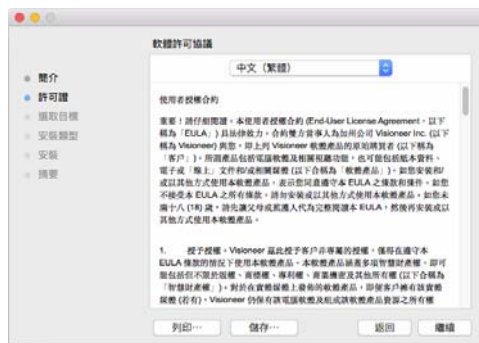 軟體許可協議
中文（繁體）
簡介
許可證
選取目標
安裝類型
安裝
摘要
使用者授權合約
重要！請仔細閱讀。本使用者授權合約 (End-User License Agreement，以下
稱為「EULA」) 具法律效力，合約雙方當事人為加州公司 Visioneer Inc. (以下
稱為 Visioneer) 與您，即上列 Visioneer 軟體產品的原始購買者 (以下稱為
「客戶」)。所謂產品包括電腦軟體及相關視聽功能，也可能包括紙本資料、
電子或「線上」文件和/或相關媒體 (以下合稱為「軟體產品」)。如您安裝和/
或以其他方式使用本軟體產品，表示您同意遵守本 EULA 之條款和條件。如您
不接受本 EULA 之所有條款，請勿安裝或以其他方式使用本軟體產品。如您未
滿十八 (18) 歲，請先讓父母或照護人代為完整閱讀本 EULA，然後再安裝或以
其他方式使用本軟體產品。
1. 授予授權。Visioneer 茲此授予客戶非專屬的授權，僅得在遵守本
EULA 條款的情況下使用本軟體產品。本軟體產品涵蓋多項智慧財產權，即可
能包括但不限於版權、商標權、專利權、商業機密及其他所有權 (以下合稱為
「智慧財產權」)。對於在實體媒體上發佈的軟體產品，即便客戶擁有該實體
媒體 (若有)，Visioneer 仍保有該電腦軟體及組成該軟體產品資源之所有權
列印⋯
儲存⋯
返回
繼續